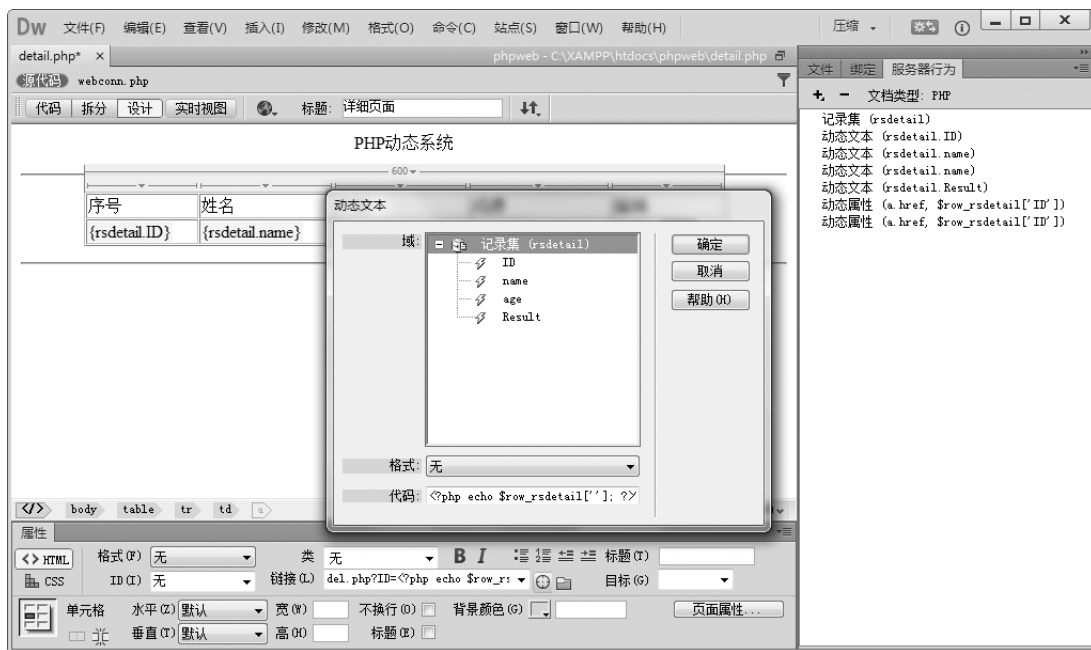 Dw 文件(F) 编辑(E) 查看(V) 插入(I) 修改(M) 格式(O) 命令(C) 站点(S) 窗口(W) 帮助(H) 压缩
detail.php* × phpweb - C:\XAMPP\htdocs\phpweb\detail.php
源代码 webconn.php
代码 拆分 设计 实时视图 标题: 详细页面
PHP动态系统
600
序号 姓名
{rsdetail.ID} {rsdetail.name}
动态文本
域: 记录集 (rsdetail)
ID
name
age
Result
确定
取消
帮助(H)
格式: 无
代码: <?php echo $row_rsdetail['']; ?>
body table tr td a
属性
<> HTML 格式(F) 无 类 无 B I 标题(T)
CSS ID(I) 无 链接(L) del.php?ID=<?php echo $row_r: 目标(G)
单元格 水平(Z) 默认 宽(W) 不换行(O) 背景颜色(G) 页面属性...
垂直(T) 默认 高(H) 标题(E)
文件 绑定 服务器行为
+ - 文档类型: PHP
记录集 (rsdetail)
动态文本 (rsdetail.ID)
动态文本 (rsdetail.name)
动态文本 (rsdetail.name)
动态文本 (rsdetail.Result)
动态属性 (a.href, $row_rsdetail['ID'])
动态属性 (a.href, $row_rsdetail['ID'])